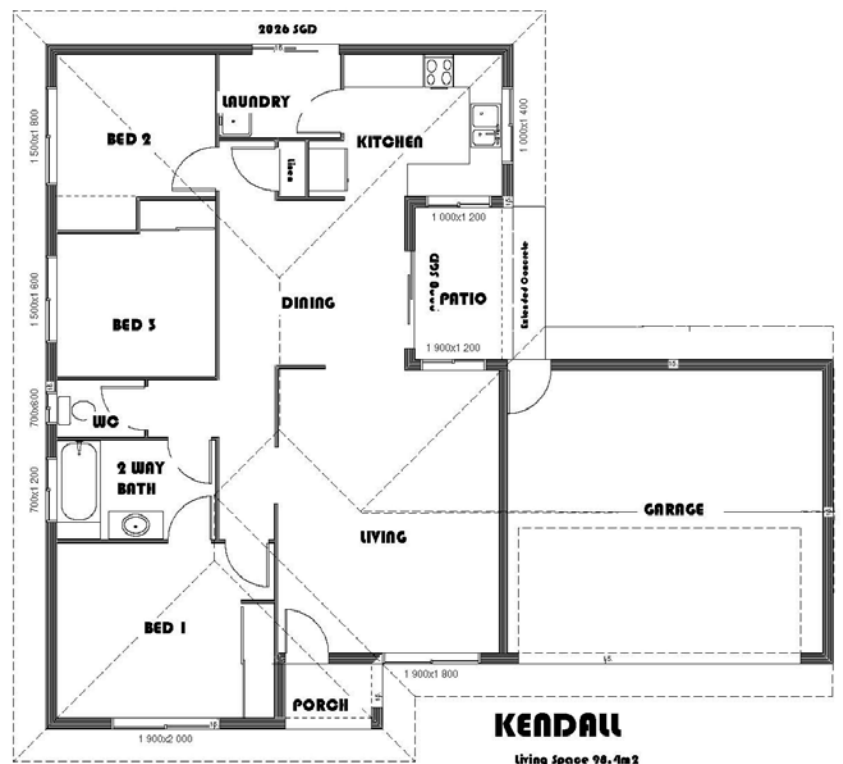 2026 SGD
LAUNDRY
BED 2
KITCHEN
Linen
1 500x1 800
1 000x1 400
1 000x1 200
SGD
PATIO
Extended Concrete
DINING
BED 3
1 500x1 600
1 900x1 200
WC
700x600
2 WAY
BATH
700x1 200
GARAGE
LIVING
BED 1
PORCH
1 900x1 800
1 900x2 000
KENDALL
Living Space 98.4m2